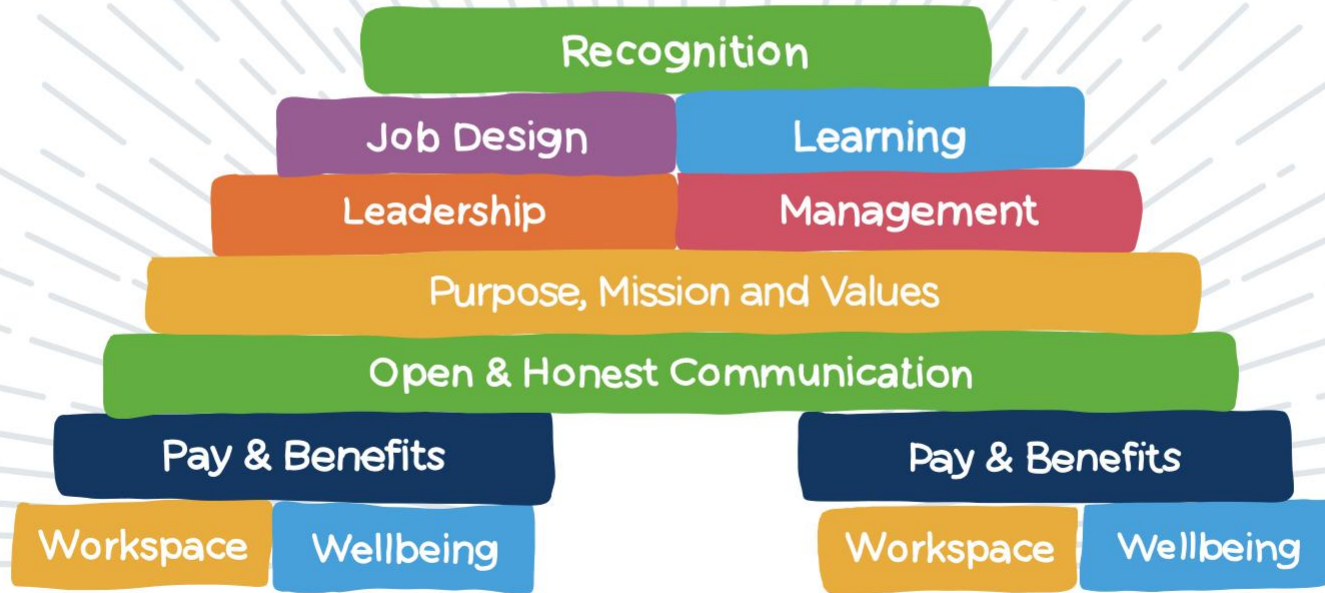 Recognition
Job Design Learning
Leadership Management
Purpose, Mission and Values
Open & Honest Communication
Pay & Benefits Pay & Benefits
Workspace Wellbeing Workspace Wellbeing